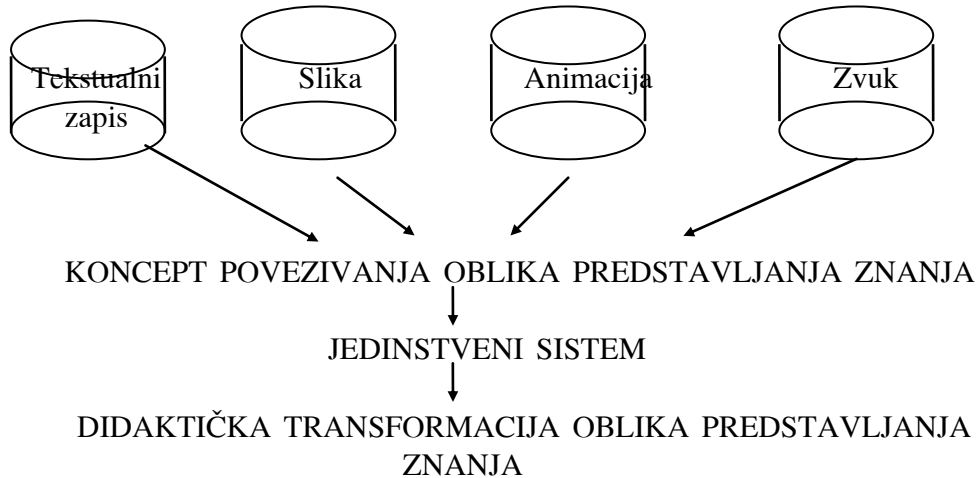 Tekstualni
zapis
Slika
Animacija
Zvuk
KONCEPT POVEZIVANJA OBLIKA PREDSTAVLJANJA ZNANJA
JEDINSTVENI SISTEM
DIDAKTIČKA TRANSFORMACIJA OBLIKA PREDSTAVLJANJA
ZNANJA